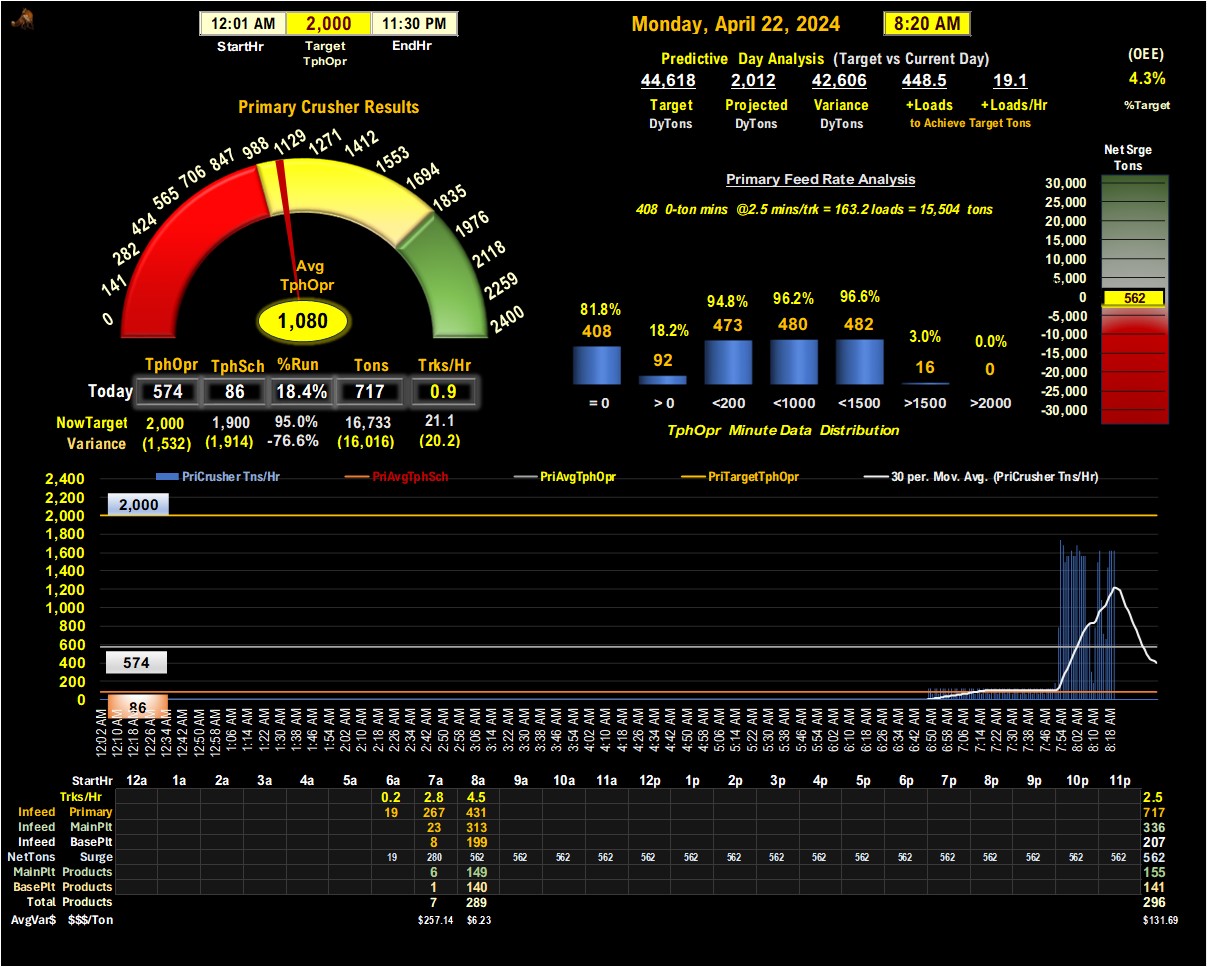 12:01 AM 2,000 11:30 PM
StartHr Target EndHr
TphOpr
Monday, April 22, 2024 8:20 AM
Predictive Day Analysis (Target vs Current Day)
44,618 2,012 42,606 448.5 19.1
Target Projected Variance +Loads +Loads/Hr
DyTons DyTons DyTons to Achieve Target Tons
(OEE)
4.3%
%Target
Primary Crusher Results
0 141 282 424 565 706 847 988 1129 1271 1412 1553 1694 1835 1976 2118 2259 2400
Avg
TphOpr
1,080
TphOpr TphSch %Run Tons Trks/Hr
Today 574 86 18.4% 717 0.9
NowTarget 2,000 1,900 95.0% 16,733 21.1
Variance (1,532) (1,914) -76.6% (16,016) (20.2)
Primary Feed Rate Analysis
408 0-ton mins @2.5 mins/trk = 163.2 loads = 15,504 tons
81.8% 18.2% 94.8% 96.2% 96.6% 3.0% 0.0%
408 92 473 480 482 16 0
= 0 > 0 <200 <1000 <1500 >1500 >2000
TphOpr Minute Data Distribution
Net Srge
Tons
30,000
25,000
20,000
15,000
10,000
5,000
0 562
-5,000
-10,000
-15,000
-20,000
-25,000
-30,000
PriCrusher Tns/Hr PriAvgTphSch PriAvgTphOpr PriTargetTphOpr 30 per. Mov. Avg. (PriCrusher Tns/Hr)
2,400
2,200
2,000
1,800
1,600
1,400
1,200
1,000
800
600
400
200
0
2,000
574
86
12:02 AM 12:10 AM 12:18 AM 12:26 AM 12:34 AM 12:42 AM 12:50 AM 12:58 AM 1:06 AM 1:14 AM 1:22 AM 1:30 AM 1:38 AM 1:46 AM 1:54 AM 2:02 AM 2:10 AM 2:18 AM 2:26 AM 2:34 AM 2:42 AM 2:50 AM 2:58 AM 3:06 AM 3:14 AM 3:22 AM 3:30 AM 3:38 AM 3:46 AM 3:54 AM 4:02 AM 4:10 AM 4:18 AM 4:26 AM 4:34 AM 4:42 AM 4:50 AM 4:58 AM 5:06 AM 5:14 AM 5:22 AM 5:30 AM 5:38 AM 5:46 AM 5:54 AM 6:02 AM 6:10 AM 6:18 AM 6:26 AM 6:34 AM 6:42 AM 6:50 AM 6:58 AM 7:06 AM 7:14 AM 7:22 AM 7:30 AM 7:38 AM 7:46 AM 7:54 AM 8:02 AM 8:10 AM 8:18 AM
StartHr 12a 1a 2a 3a 4a 5a 6a 7a 8a 9a 10a 11a 12p 1p 2p 3p 4p 5p 6p 7p 8p 9p 10p 11p
Trks/Hr 0.2 2.8 4.5 2.5
Infeed Primary 19 267 431 717
Infeed MainPlt 23 313 336
Infeed BasePlt 8 199 207
NetTons Surge 19 280 562 562 562 562 562 562 562 562 562 562 562 562 562 562 562 562 562 562
MainPlt Products 6 149 155
BasePlt Products 1 140 141
Total Products 7 289 296
AvgVar$ $$$/Ton $257.14 $6.23 $131.69